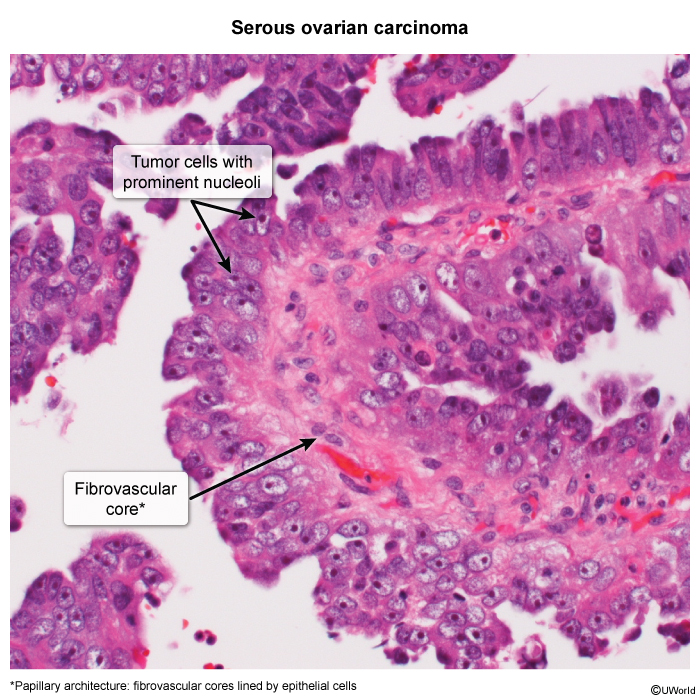 Serous ovarian carcinoma
Tumor cells with
prominent nucleoli
Fibrovascular
core*
*Papillary architecture: fibrovascular cores lined by epithelial cells
©UWorld